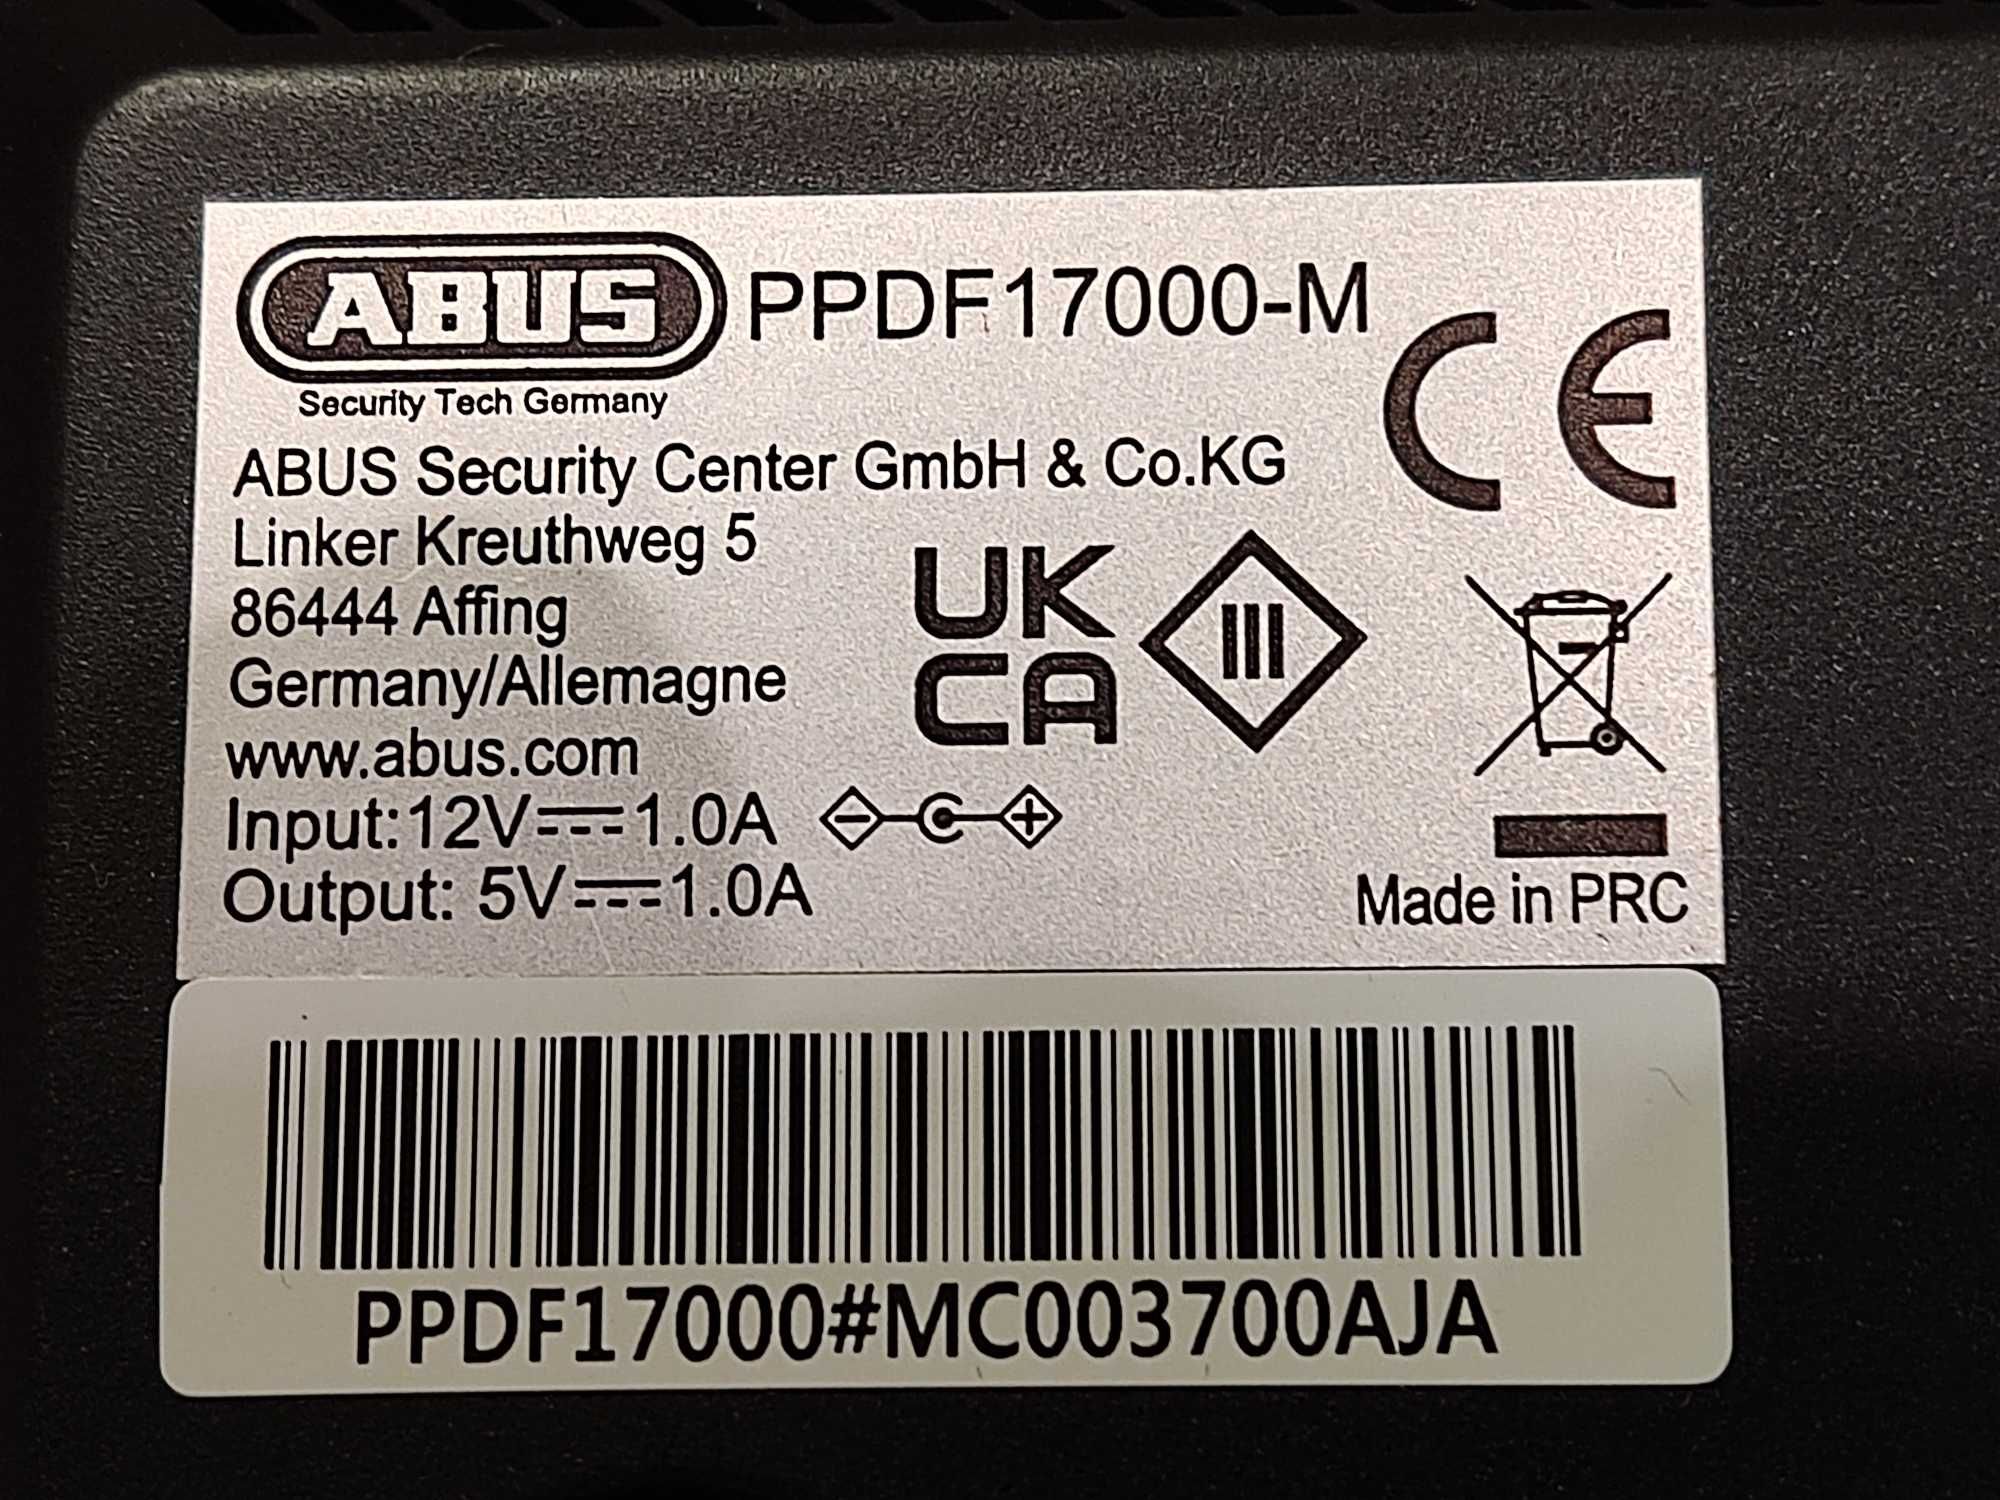 ABUS PPDF17000-M
Security Tech Germany
CE
ABUS Security Center GmbH & Co.KG
Linker Kreuthweg 5
86444 Affing
Germany/Allemagne
www.abus.com
UK
CA
III
Input:12V⎓1.0A
Output: 5V⎓1.0A
Made in PRC
PPDF17000#MC003700AJA